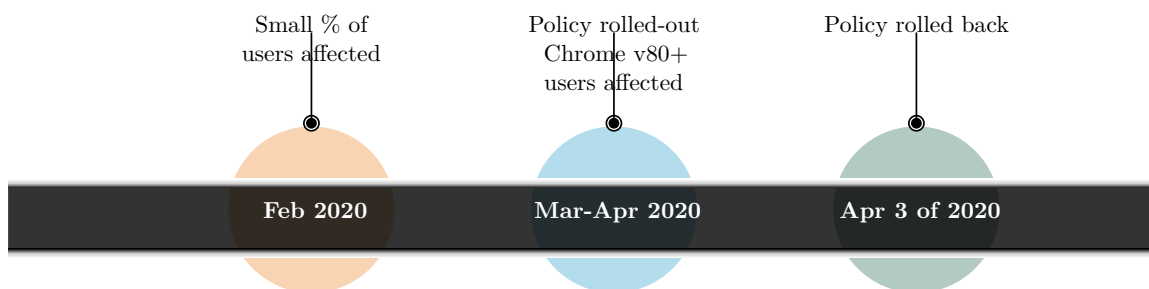 Small % of
users affected
Policy rolled-out
Chrome v80+
users affected
Policy rolled back
Feb 2020
Mar-Apr 2020
Apr 3 of 2020